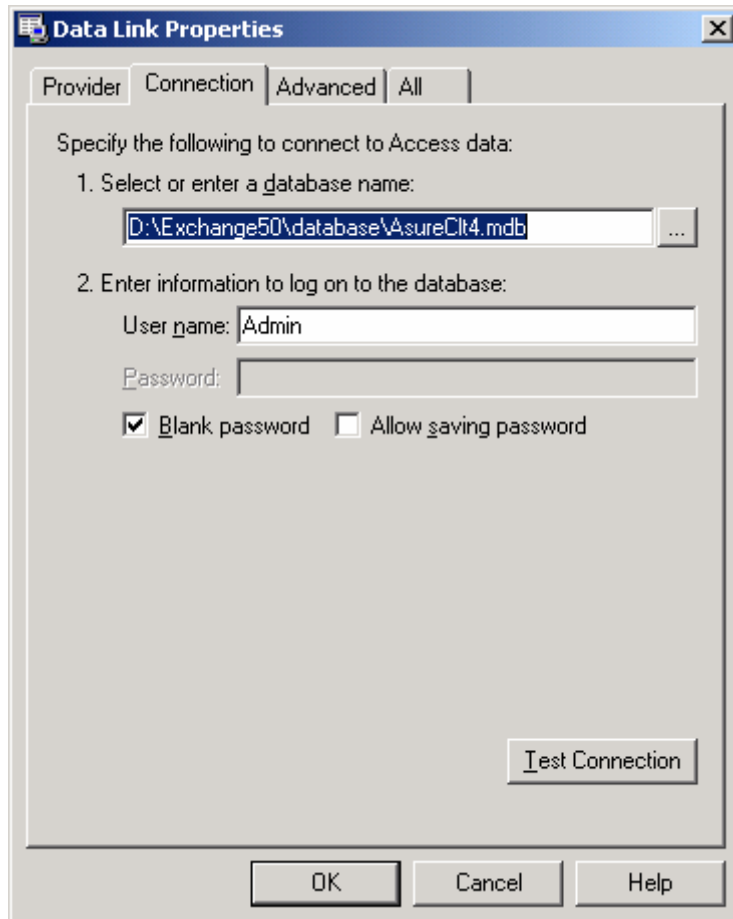 Data Link Properties
Provider Connection Advanced All
Specify the following to connect to Access data:
1. Select or enter a database name:
D:\Exchange50\database\AsureClt4.mdb ...
2. Enter information to log on to the database:
User name: Admin
Password:
Blank password Allow saving password
Test Connection
OK Cancel Help